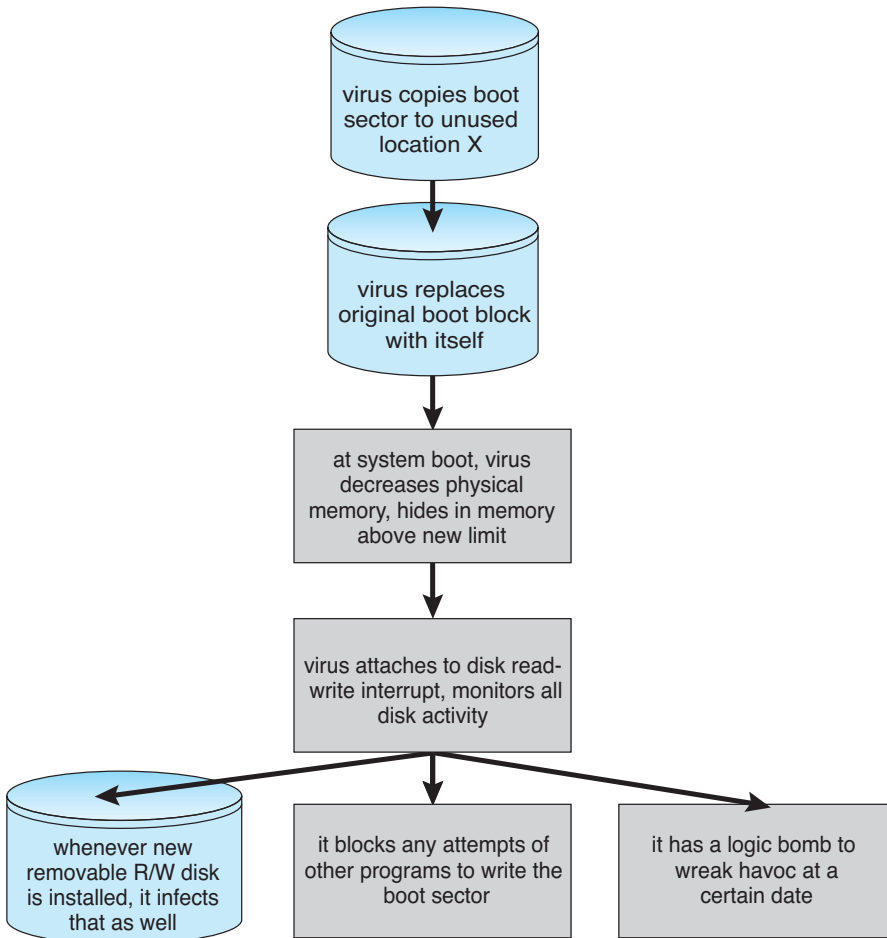 virus copies boot
sector to unused
location X
virus replaces
original boot block
with itself
at system boot, virus
decreases physical
memory, hides in memory
above new limit
virus attaches to disk read-
write interrupt, monitors all
disk activity
whenever new
removable R/W disk
is installed, it infects
that as well
it blocks any attempts of
other programs to write the
boot sector
it has a logic bomb to
wreak havoc at a
certain date